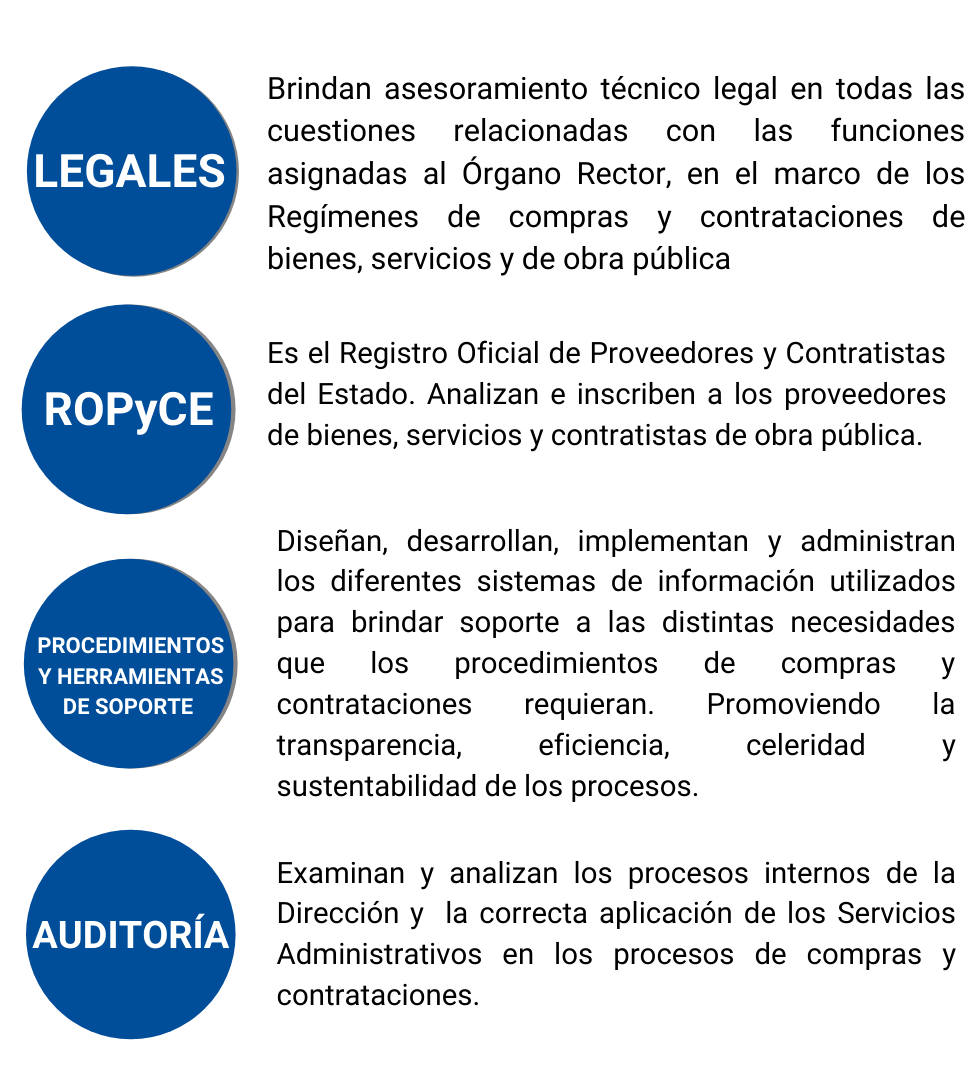 LEGALES
Brindan asesoramiento técnico legal en todas las
cuestiones relacionadas con las funciones
asignadas al Órgano Rector, en el marco de los
Regímenes de compras y contrataciones de
bienes, servicios y de obra pública
ROPyCE
Es el Registro Oficial de Proveedores y Contratistas
del Estado. Analizan e inscriben a los proveedores
de bienes, servicios y contratistas de obra pública.
PROCEDIMIENTOS
Y HERRAMIENTAS
DE SOPORTE
Diseñan, desarrollan, implementan y administran
los diferentes sistemas de información utilizados
para brindar soporte a las distintas necesidades
que los procedimientos de compras y
contrataciones requieran. Promoviendo la
transparencia, eficiencia, celeridad y
sustentabilidad de los procesos.
AUDITORÍA
Examinan y analizan los procesos internos de la
Dirección y la correcta aplicación de los Servicios
Administrativos en los procesos de compras y
contrataciones.